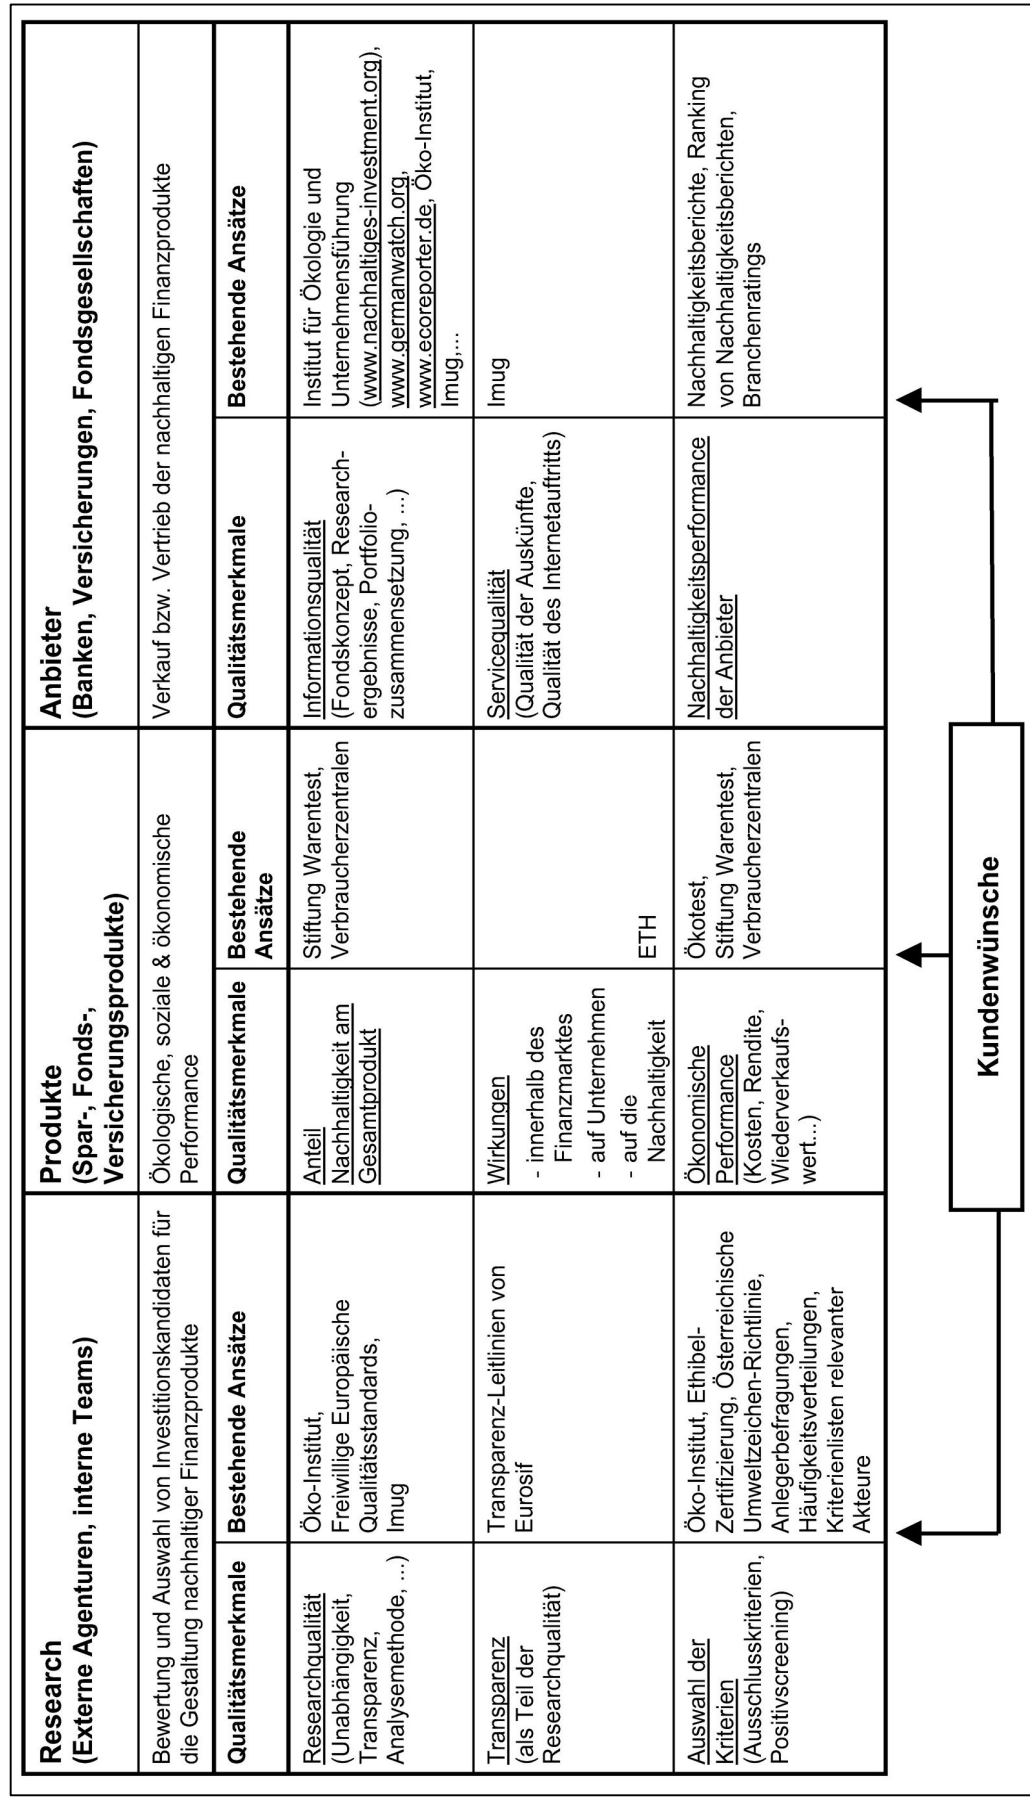 Research
(Externe Agenturen, interne Teams)
Produkte
(Spar-, Fonds-,
Versicherungsprodukte)
Anbieter
(Banken, Versicherungen, Fondsgesellschaften)
Bewertung und Auswahl von Investitionskandidaten für
die Gestaltung nachhaltiger Finanzprodukte
Ökologische, soziale & ökonomische
Performance
Verkauf bzw. Vertrieb der nachhaltigen Finanzprodukte
Qualitätsmerkmale
Bestehende Ansätze
Qualitätsmerkmale
Bestehende
Ansätze
Qualitätsmerkmale
Bestehende Ansätze
Researchqualität
(Unabhängigkeit,
Transparenz,
Analysemethode, ...)
Öko-Institut,
Freiwillige Europäische
Qualitätsstandards,
Imug
Anteil
Nachhaltigkeit am
Gesamtprodukt
Stiftung Warentest,
Verbraucherzentralen
Informationsqualität
(Fondskonzept, Research-
ergebnisse, Portfolio-
zusammensetzung, ...)
Institut für Ökologie und
Unternehmensführung
(www.nachhaltiges-investment.org),
www.germanwatch.org,
www.ecoreporter.de, Öko-Institut,
Imug,...
Transparenz
(als Teil der
Researchqualität)
Transparenz-Leitlinien von
Eurosif
Wirkungen
- innerhalb des
Finanzmarktes
- auf Unternehmen
- auf die
Nachhaltigkeit
ETH
Servicequalität
(Qualität der Auskünfte,
Qualität des Internetauftritts)
Imug
Auswahl der
Kriterien
(Ausschlusskriterien,
Positivscreening)
Öko-Institut, Ethibel-
Zertifizierung, Österreichische
Umweltzeichen-Richtlinie,
Anlegerbefragungen,
Häufigkeitsverteilungen,
Kriterienlisten relevanter
Akteure
Ökonomische
Performance
(Kosten, Rendite,
Wiederverkaufs-
wert...)
Ökotest,
Stiftung Warentest,
Verbraucherzentralen
Nachhaltigkeitsperformance
der Anbieter
Nachhaltigkeitsberichte, Ranking
von Nachhaltigkeitsberichten,
Branchenratings
Kundenwünsche